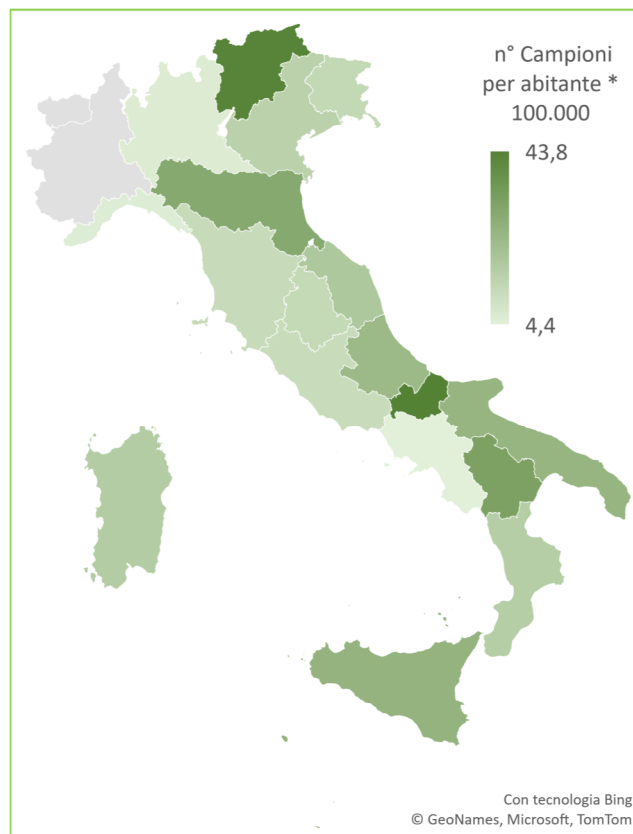 n° Campioni
per abitante *
100.000
43,8
4,4
Con tecnologia Bing
© GeoNames, Microsoft, TomTom